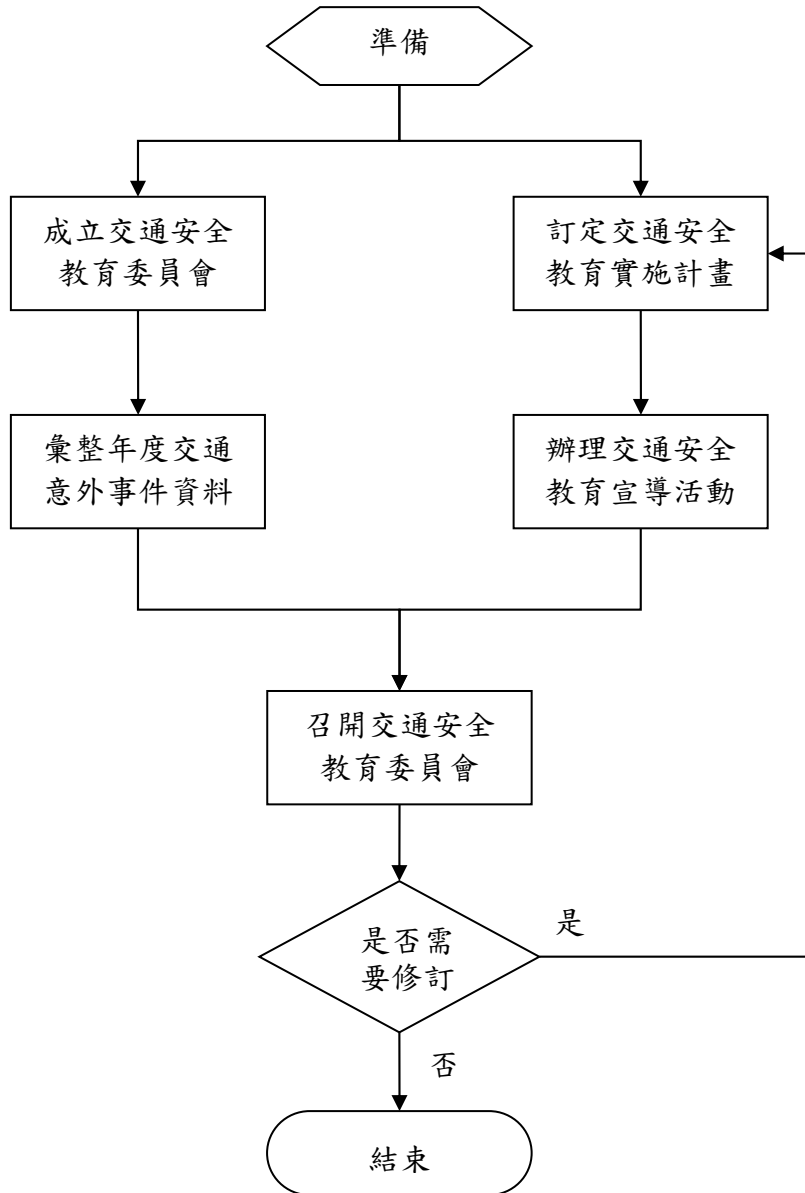 準備
成立交通安全
教育委員會
訂定交通安全
教育實施計畫
彙整年度交通
意外事件資料
辦理交通安全
教育宣導活動
召開交通安全
教育委員會
是否需
要修訂
是
否
結束